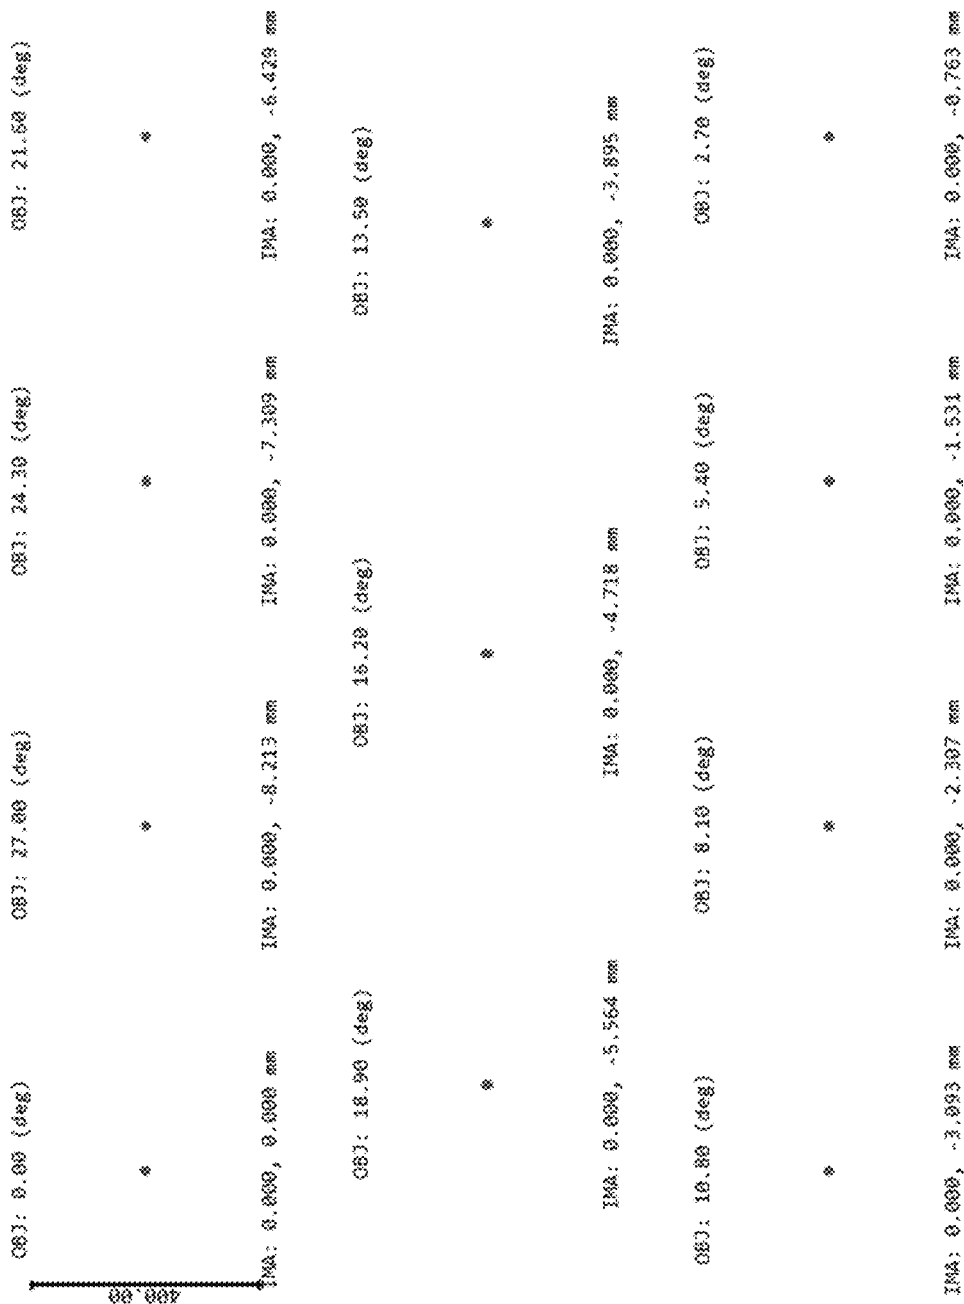 OBJ: 0.00 (deg)
OBJ: 27.00 (deg)
OBJ: 24.30 (deg)
OBJ: 21.60 (deg)
400.00
IMA: 0.000, 0.000 mm
IMA: 0.000, -8.213 mm
IMA: 0.000, -7.309 mm
IMA: 0.000, -6.429 mm
OBJ: 18.90 (deg)
OBJ: 16.20 (deg)
OBJ: 13.50 (deg)
IMA: 0.000, -5.564 mm
IMA: 0.000, -4.718 mm
IMA: 0.000, -3.895 mm
OBJ: 10.80 (deg)
OBJ: 8.10 (deg)
OBJ: 5.40 (deg)
OBJ: 2.70 (deg)
IMA: 0.000, -3.093 mm
IMA: 0.000, -2.307 mm
IMA: 0.000, -1.531 mm
IMA: 0.000, -0.763 mm